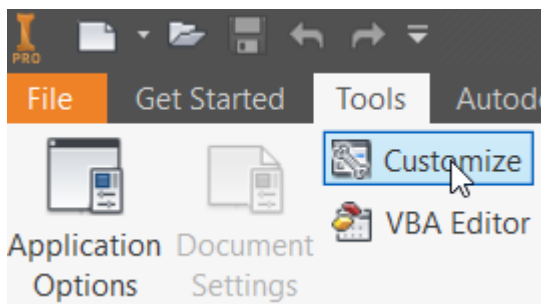 PRO
File Get Started Tools Autod
Customize
VBA Editor
Application Document
Options Settings